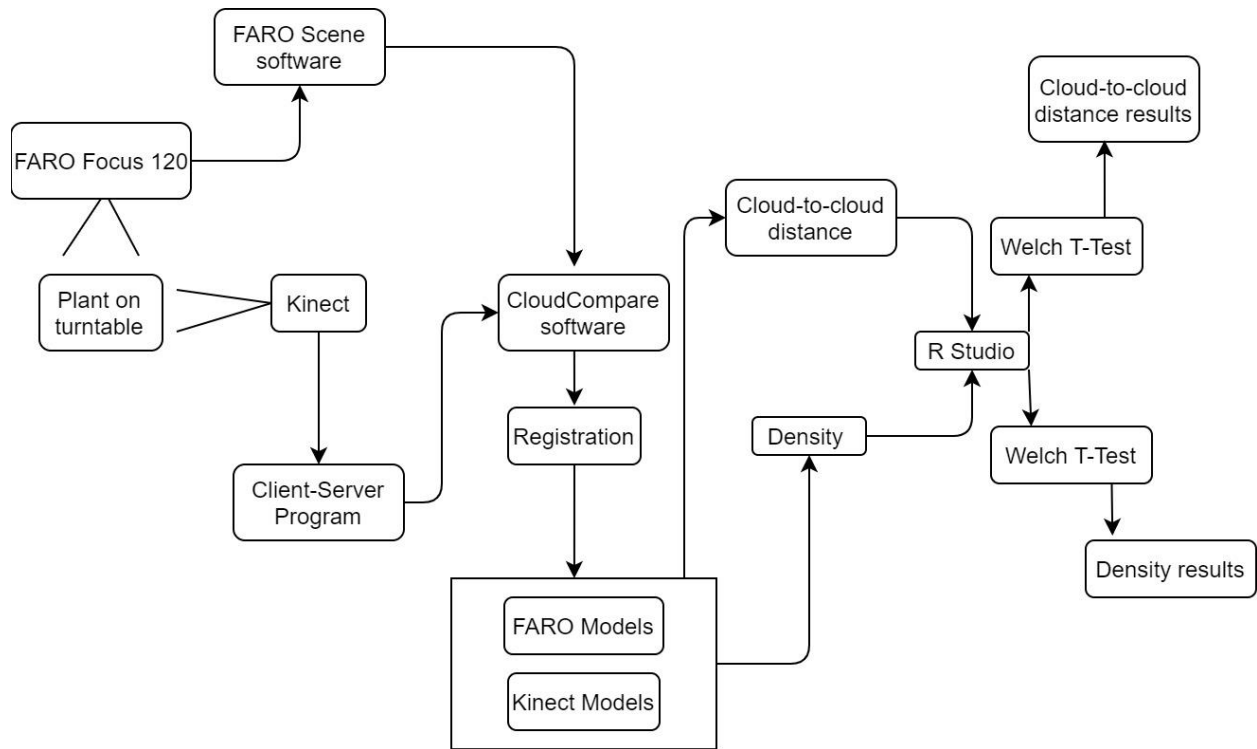 FARO Scene
software
FARO Focus 120
Plant on
turntable
Kinect
Client-Server
Program
CloudCompare
software
Registration
FARO Models
Kinect Models
Cloud-to-cloud
distance
Density
R Studio
Welch T-Test
Cloud-to-cloud
distance results
Welch T-Test
Density results